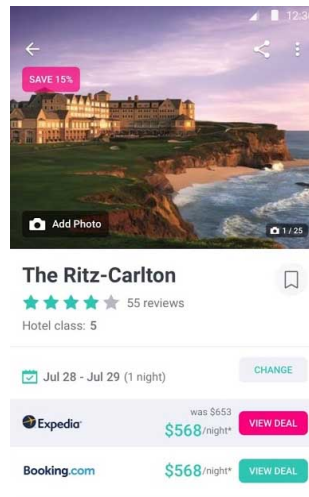 12:3
SAVE 15%
Add Photo
1 / 25
The Ritz-Carlton
55 reviews
Hotel class: 5
Jul 28 - Jul 29 (1 night)
CHANGE
Expedia
was $653
$568/night*
VIEW DEAL
Booking.com
$568/night*
VIEW DEAL